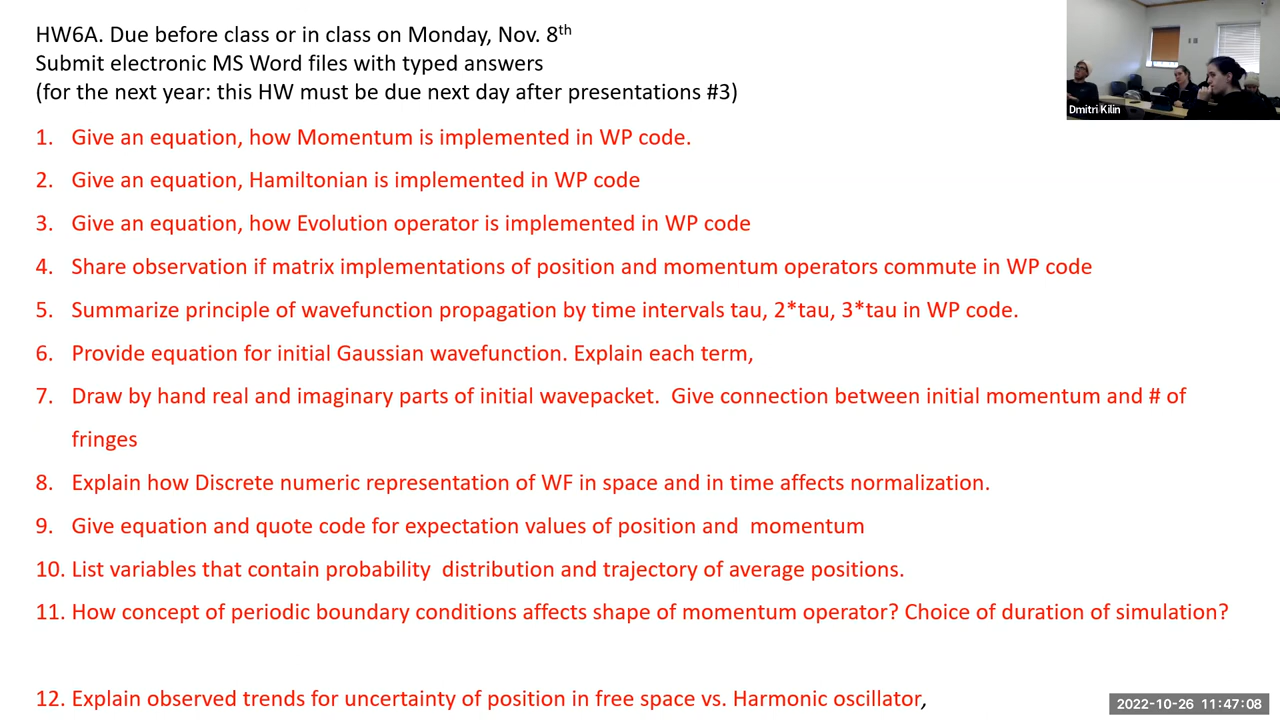 HW6A. Due before class or in class on Monday, Nov. 8th
Submit electronic MS Word files with typed answers
(for the next year: this HW must be due next day after presentations #3)
1. Give an equation, how Momentum is implemented in WP code.
2. Give an equation, Hamiltonian is implemented in WP code
3. Give an equation, how Evolution operator is implemented in WP code
4. Share observation if matrix implementations of position and momentum operators commute in WP code
5. Summarize principle of wavefunction propagation by time intervals tau, 2*tau, 3*tau in WP code.
6. Provide equation for initial Gaussian wavefunction. Explain each term,
7. Draw by hand real and imaginary parts of initial wavepacket. Give connection between initial momentum and # of
fringes
8. Explain how Discrete numeric representation of WF in space and in time affects normalization.
9. Give equation and quote code for expectation values of position and momentum
10. List variables that contain probability distribution and trajectory of average positions.
11. How concept of periodic boundary conditions affects shape of momentum operator? Choice of duration of simulation?
12. Explain observed trends for uncertainty of position in free space vs. Harmonic oscillator,
Dmitri Kilin
2022-10-26 11:47:08